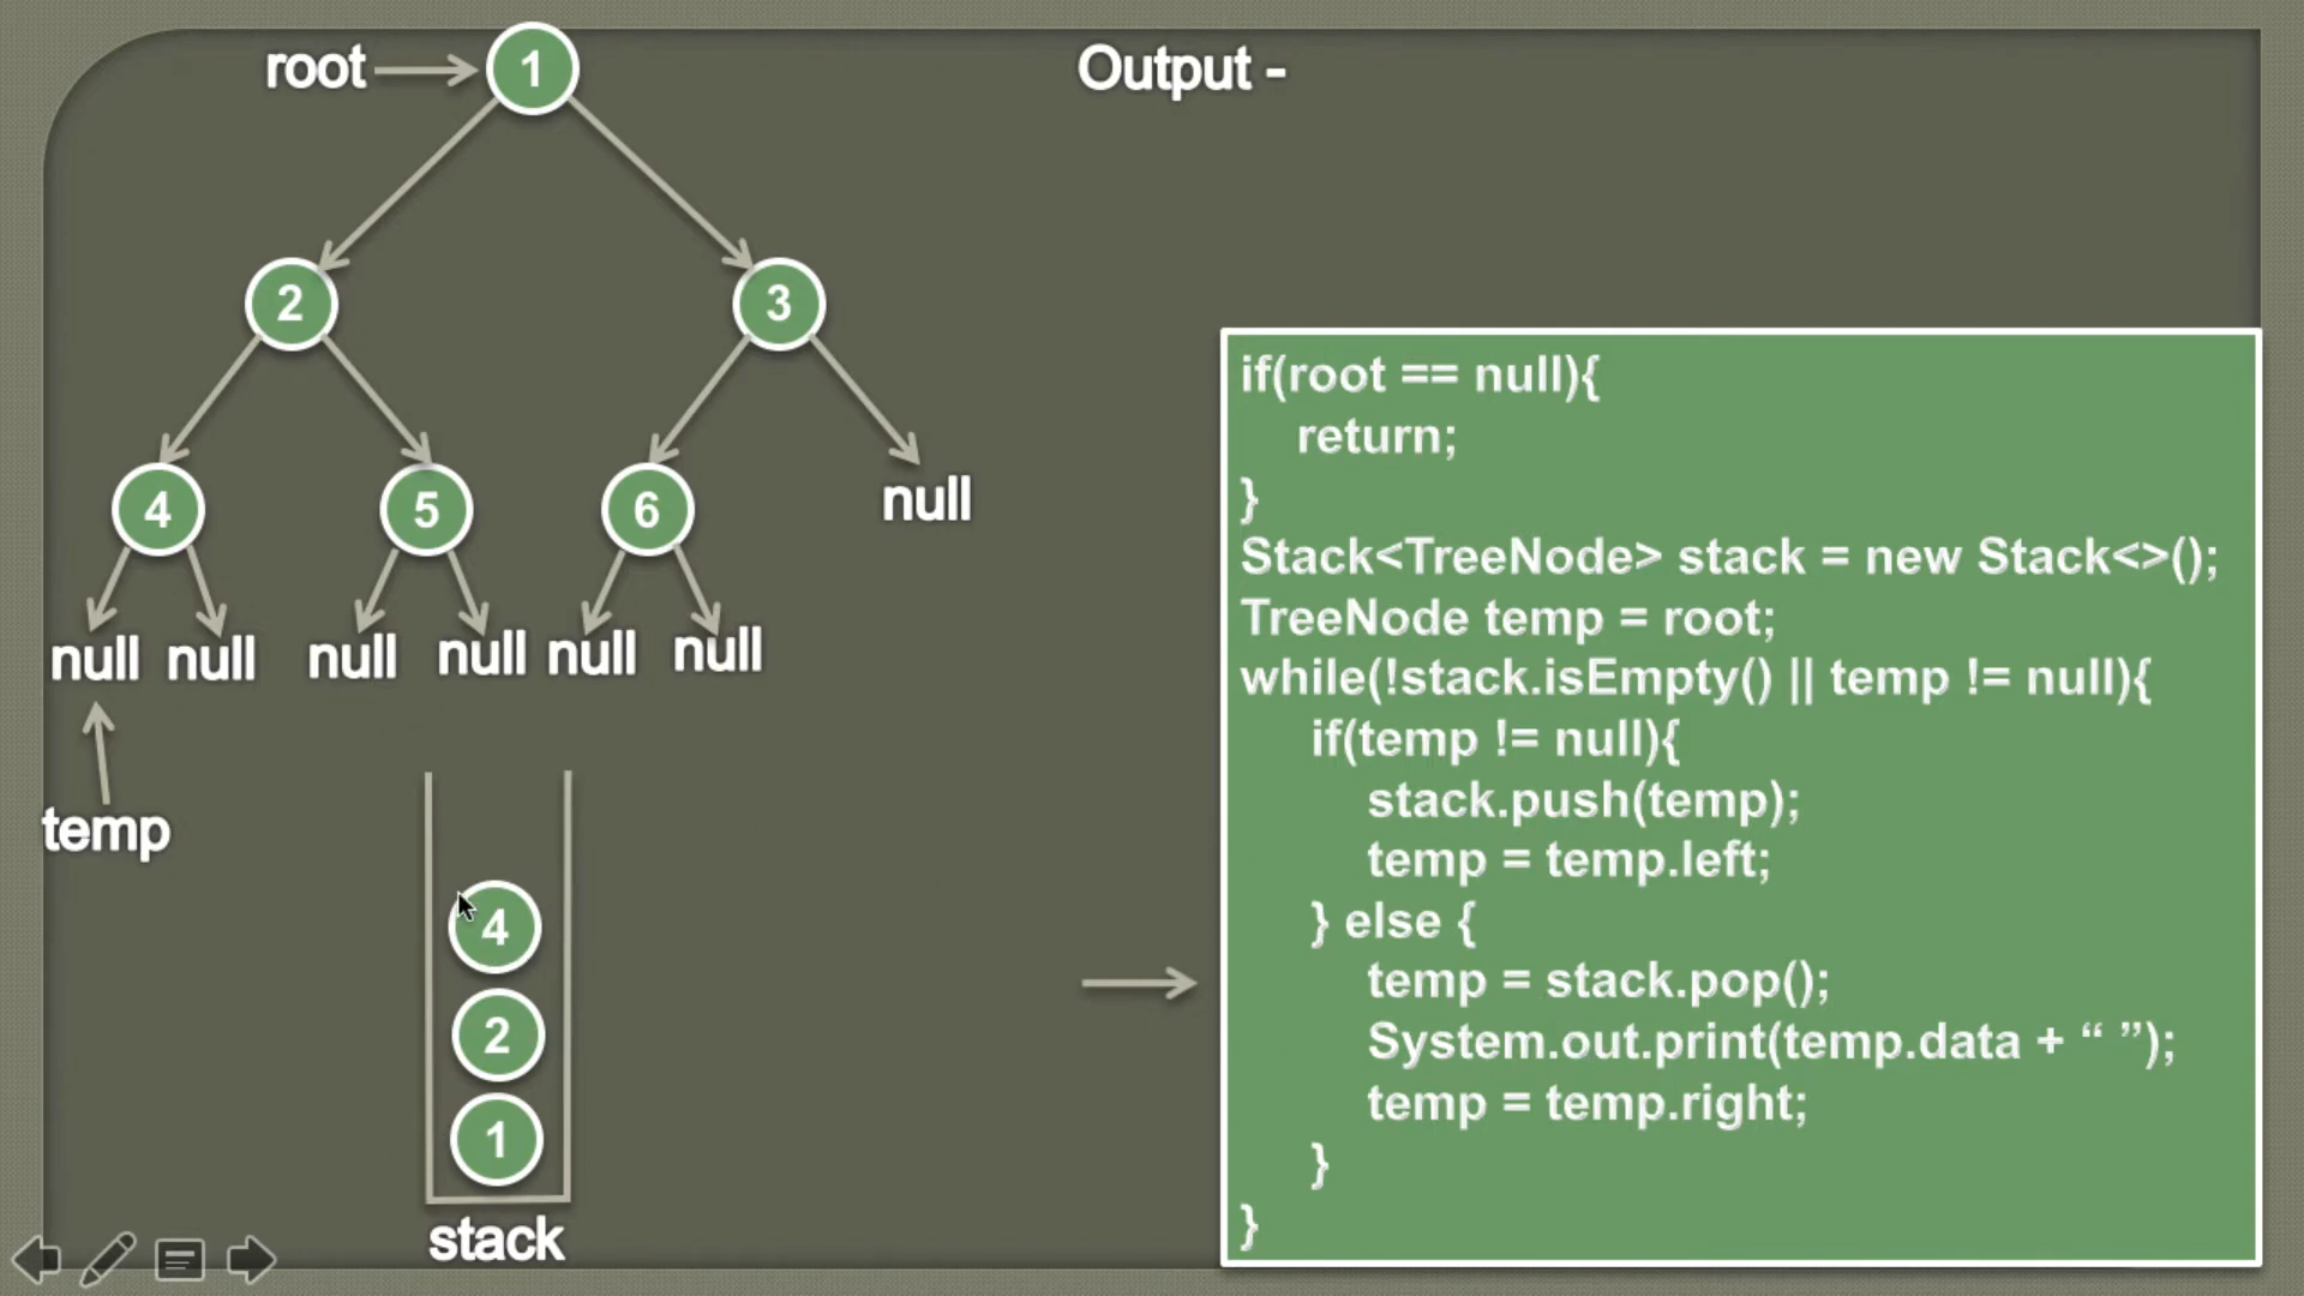 root
1
Output -
2
3
4
5
6
null
null
null
null
null
null
null
temp
4
2
1
stack
if(root == null){
return;
}
Stack<TreeNode> stack = new Stack<>();
TreeNode temp = root;
while(!stack.isEmpty() || temp != null){
if(temp != null){
stack.push(temp);
temp = temp.left;
} else {
temp = stack.pop();
System.out.print(temp.data + “ ”);
temp = temp.right;
}
}